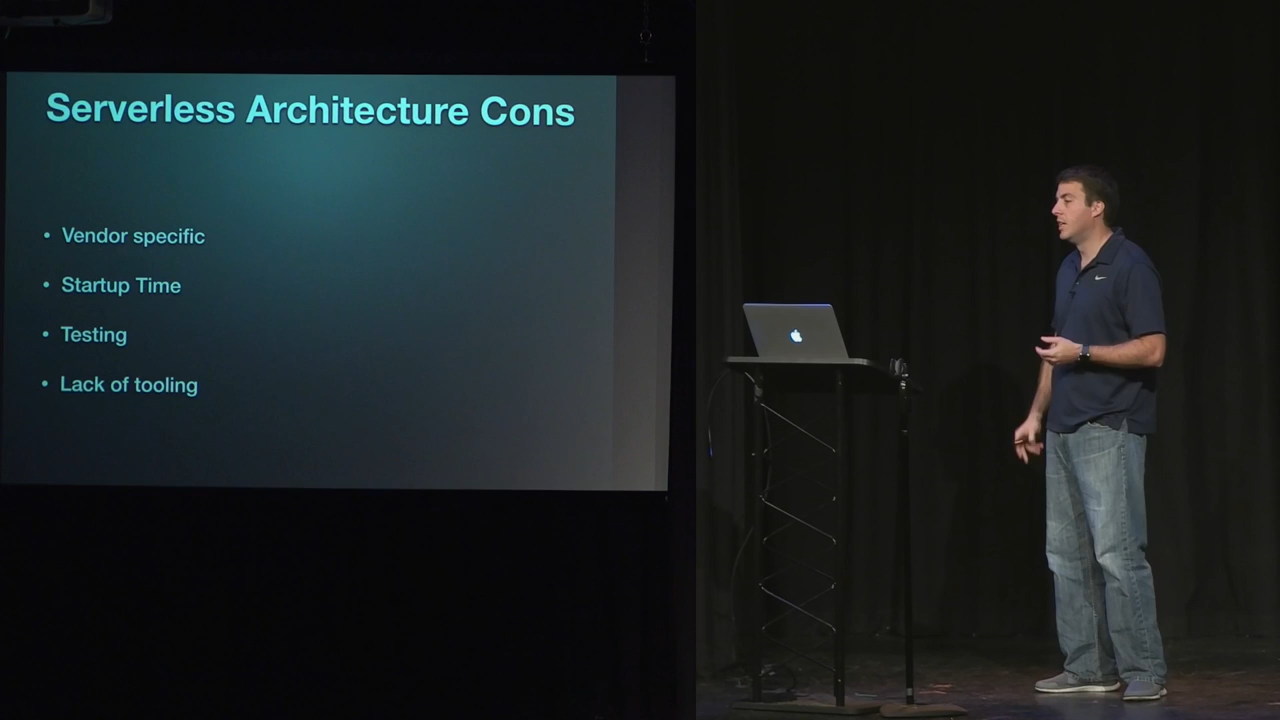 Serverless Architecture Cons
• Vendor specific
• Startup Time
• Testing
• Lack of tooling